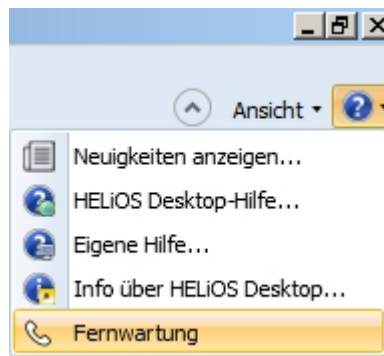 Ansicht
Neuigkeiten anzeigen...
HELiOS Desktop-Hilfe...
Eigene Hilfe...
Info über HELiOS Desktop...
Fernwartung